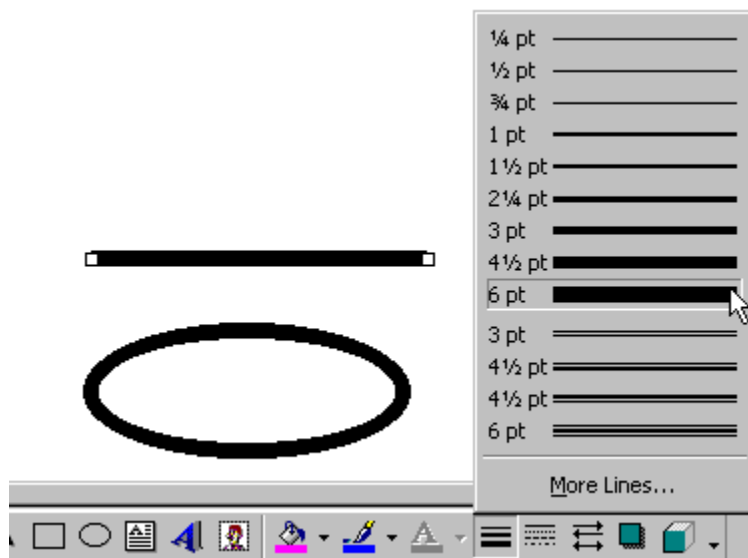 ¼ pt
½ pt
¾ pt
1 pt
1½ pt
2¼ pt
3 pt
4½ pt
6 pt
3 pt
4½ pt
4½ pt
6 pt
More Lines...
A
A